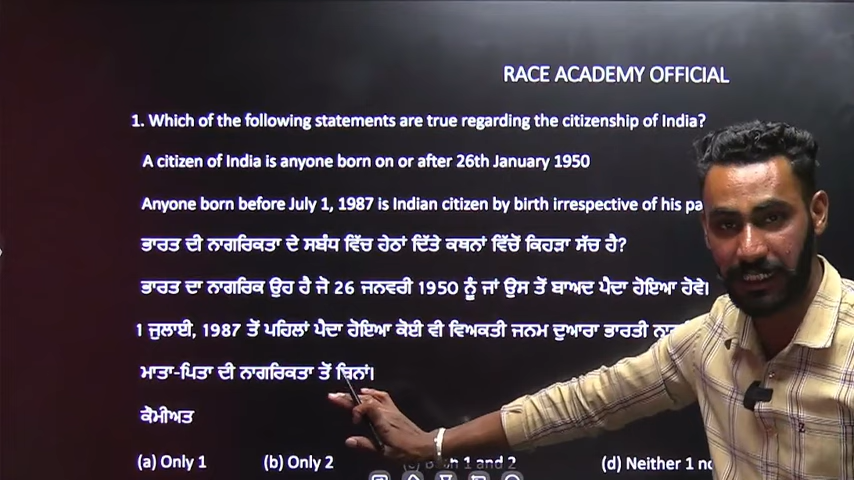 RACE ACADEMY OFFICIAL
1. Which of the following statements are true regarding the citizenship of India?
A citizen of India is anyone born on or after 26th January 1950
Anyone born before July 1, 1987 is Indian citizen by birth irrespective of his
ਭਾਰਤ ਦੀ ਨਾਗਰਿਕਤਾ ਦੇ ਸਬੰਧ ਵਿੱਚ ਹੇਠਾਂ ਦਿੱਤੇ ਕਥਨਾਂ ਵਿੱਚੋਂ ਕਿਹੜਾ ਸੱਚ ਹੈ?
ਭਾਰਤ ਦਾ ਨਾਗਰਿਕ ਉਹ ਹੈ ਜੋ 26 ਜਨਵਰੀ 1950 ਨੂੰ ਜਾਂ ਉਸ ਤੋਂ ਬਾਅਦ ਪੈਦਾ ਹੋਇਆ ਹੋਵੇ।
1 ਜੁਲਾਈ, 1987 ਤੋਂ ਪਹਿਲਾਂ ਪੈਦਾ ਹੋਇਆ ਕੋਈ ਵੀ ਵਿਅਕਤੀ ਜਨਮ ਦੁਆਰਾ ਭਾਰਤੀ
ਮਾਤਾ-ਪਿਤਾ ਦੀ ਨਾਗਰਿਕਤਾ ਤੋਂ ਬਿਨਾਂ।
ਕੋਮੀਅਤ
(a) Only 1 (b) Only 2 1 and 2 (d) Neither 1